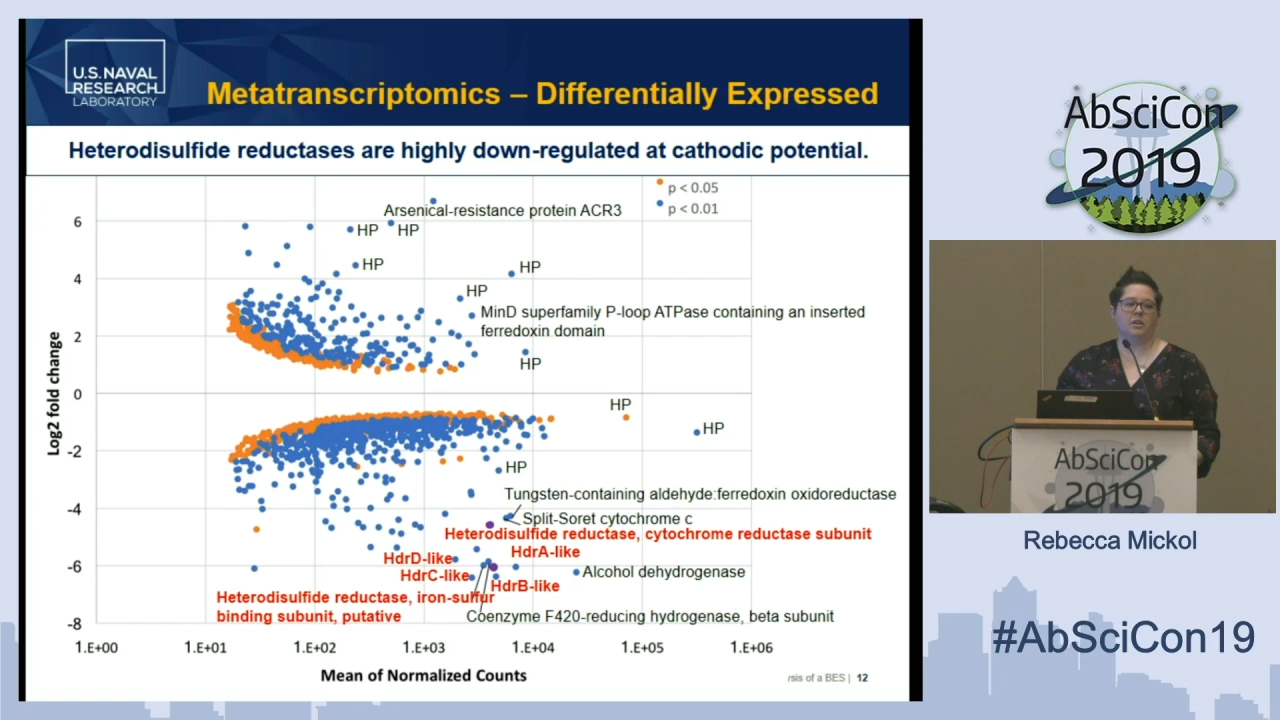 U.S. NAVAL
RESEARCH
LABORATORY
Metatranscriptomics – Differentially Expressed
Heterodisulfide reductases are highly down-regulated at cathodic potential.
p < 0.05
p < 0.01
Log2 fold change
6
4
2
0
-2
-4
-6
-8
Arsenical-resistance protein ACR3
HP
HP
HP
HP
HP
MinD superfamily P-loop ATPase containing an inserted
ferredoxin domain
HP
HP
HP
HP
Tungsten-containing aldehyde:ferredoxin oxidoreductase
Split-Soret cytochrome c
Heterodisulfide reductase, cytochrome reductase subunit
HdrA-like
HdrD-like
HdrC-like
Alcohol dehydrogenase
HdrB-like
Heterodisulfide reductase, iron-sulfur
binding subunit, putative
Coenzyme F420-reducing hydrogenase, beta subunit
1.E+00
1.E+01
1.E+02
1.E+03
1.E+04
1.E+05
1.E+06
Mean of Normalized Counts
of a BES | 12
AbSciCon
2019
AbSciCon
2019
Rebecca Mickol
#AbSciCon19